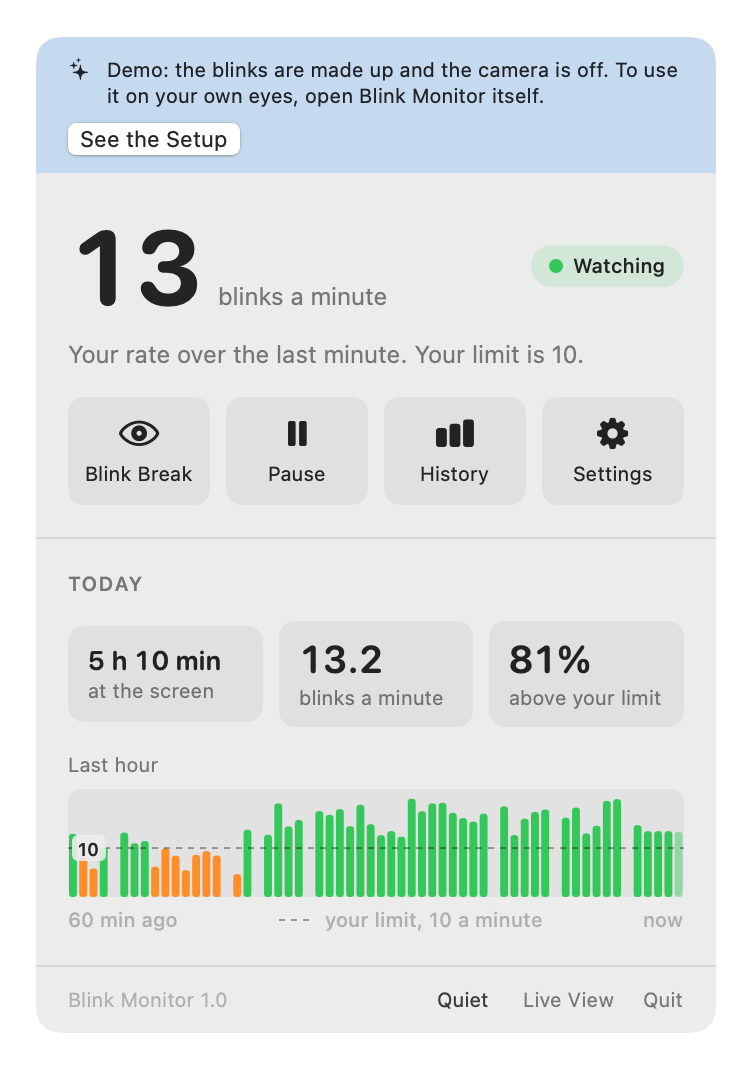 Demo: the blinks are made up and the camera is off. To use
it on your own eyes, open Blink Monitor itself.
See the Setup
13 blinks a minute
Watching
Your rate over the last minute. Your limit is 10.
Blink Break
Pause
History
Settings
TODAY
5 h 10 min
at the screen
13.2
blinks a minute
81%
above your limit
Last hour
10
60 min ago
your limit, 10 a minute
now
Blink Monitor 1.0
Quiet
Live View
Quit